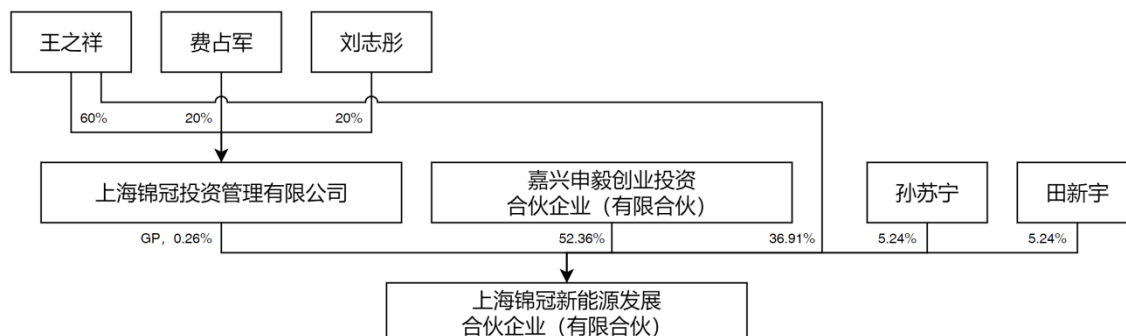 王之祥
费占军
刘志彤
60%
20%
20%
上海锦冠投资管理有限公司
嘉兴申毅创业投资
合伙企业（有限合伙）
孙苏宁
田新宇
GP，0.26%
52.36%
36.91%
5.24%
5.24%
上海锦冠新能源发展
合伙企业（有限合伙）